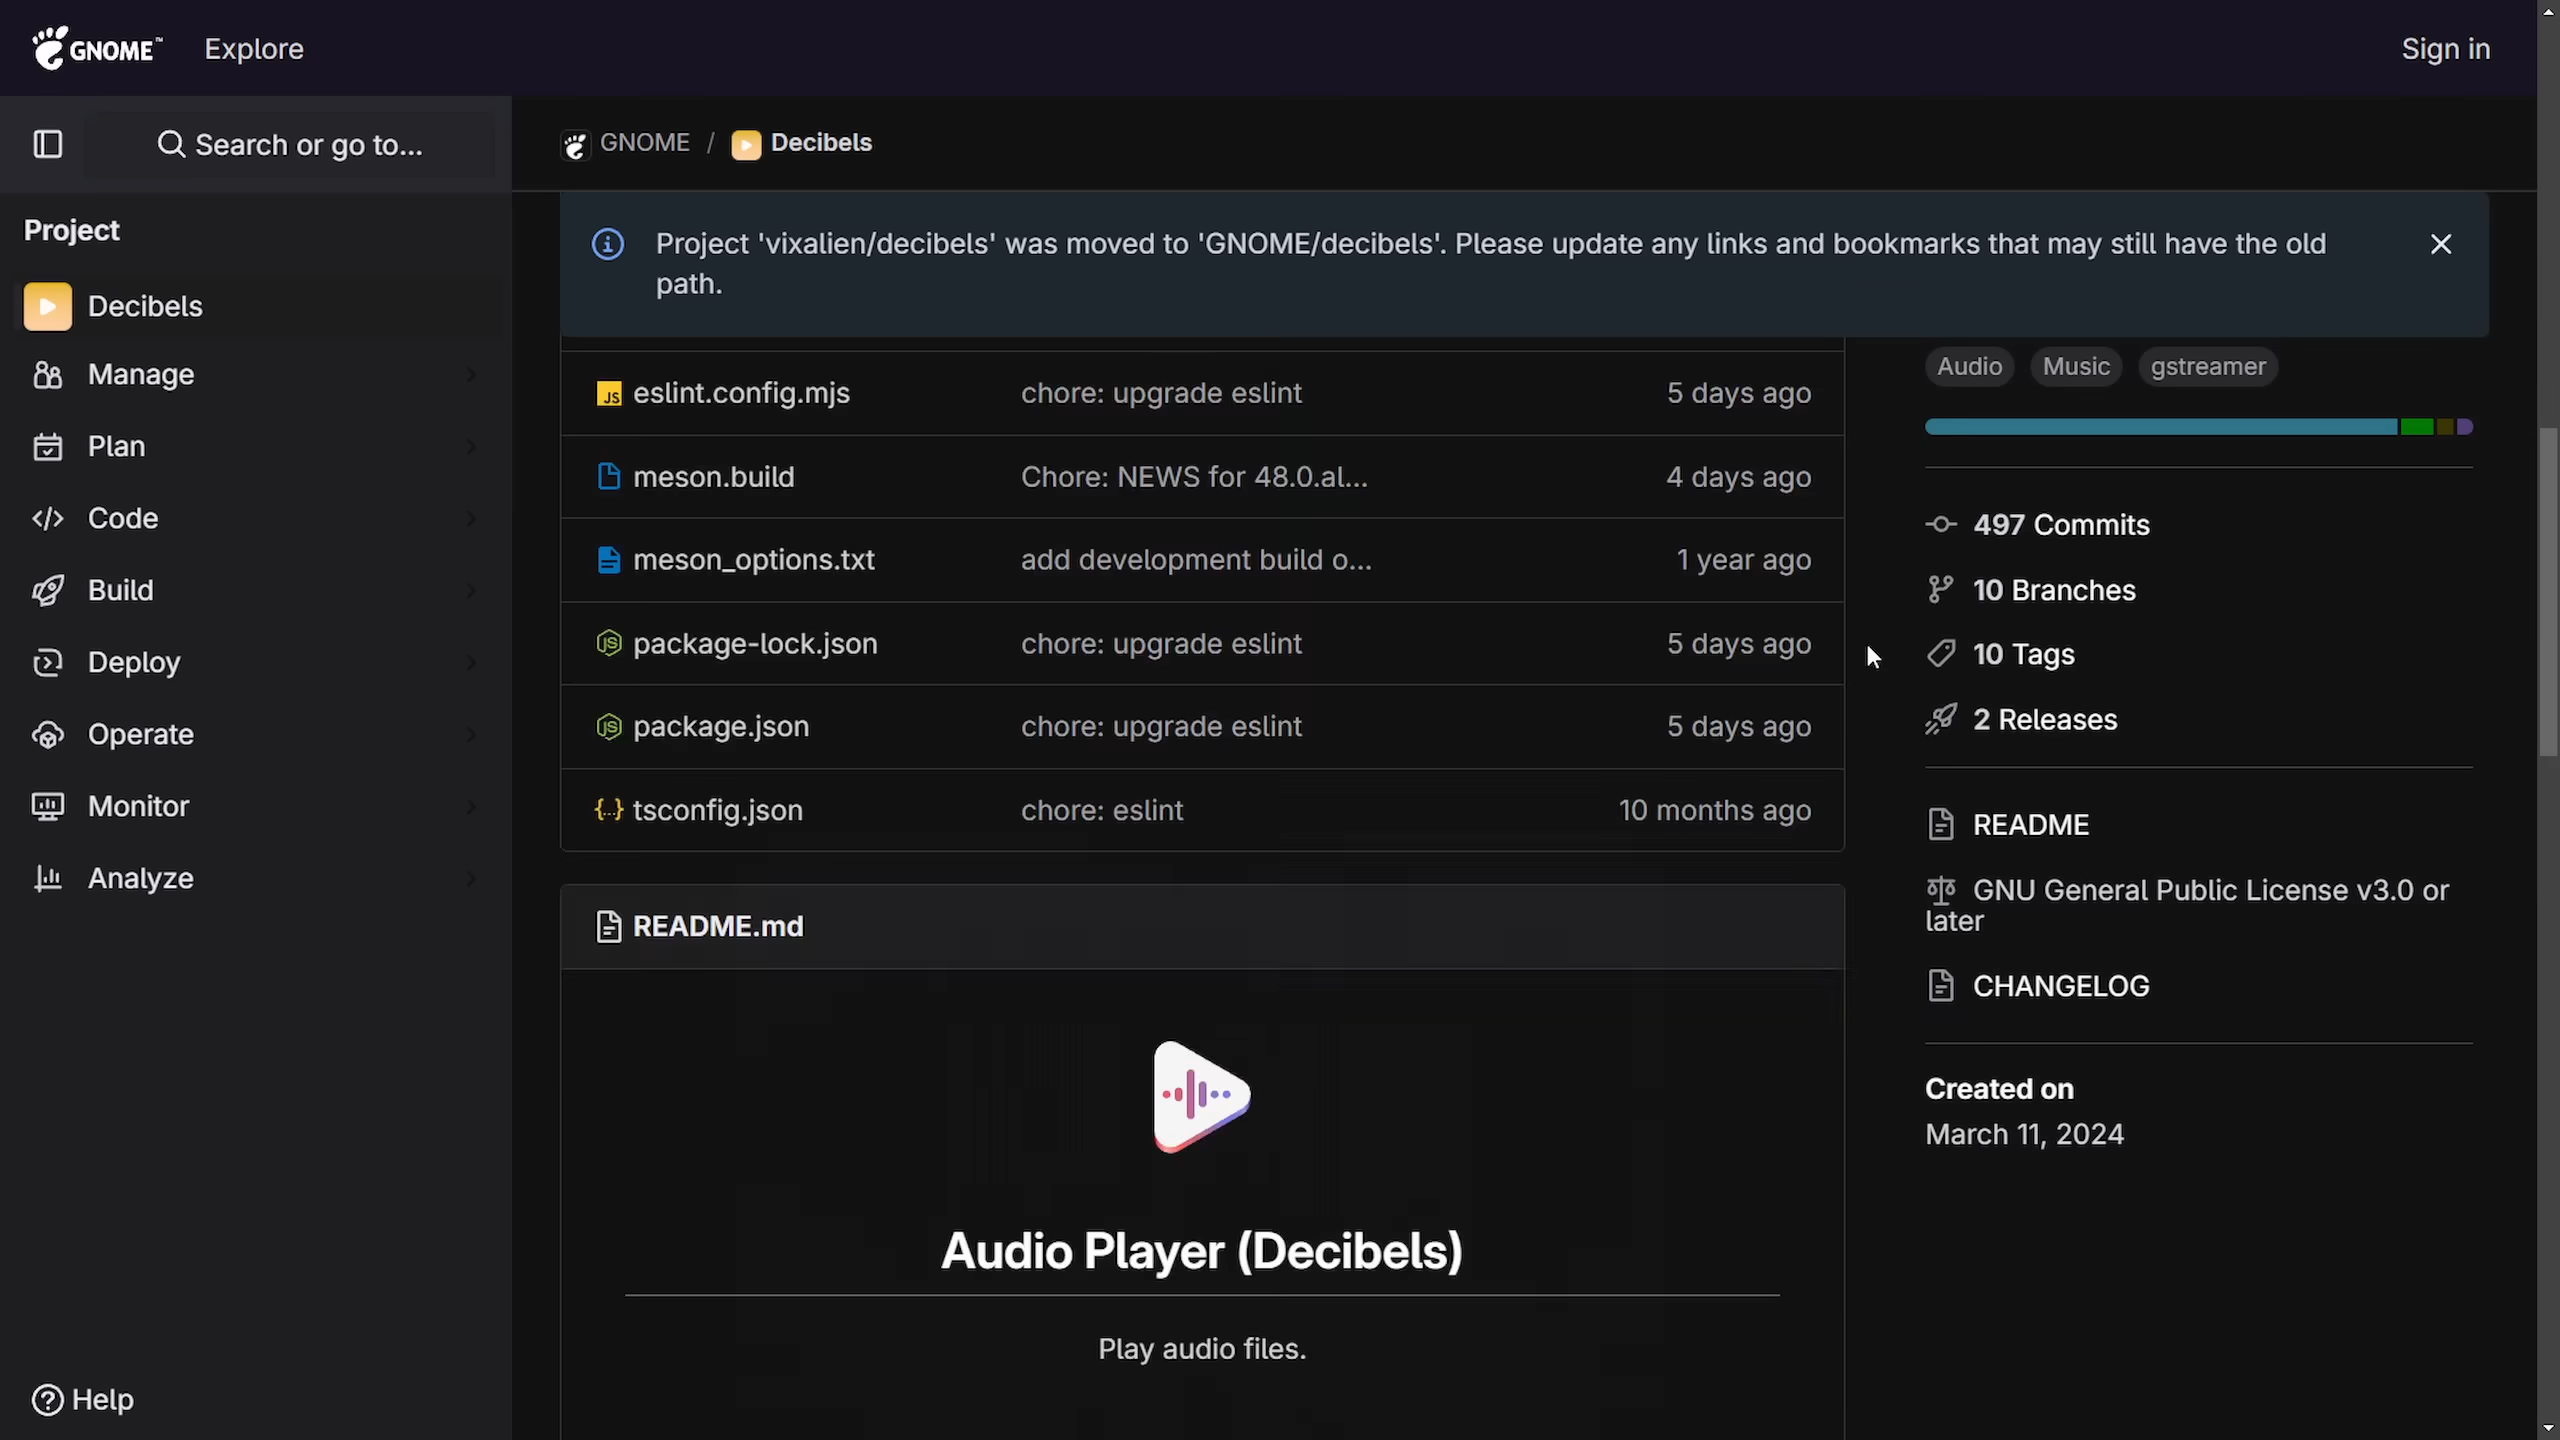 GNOME™
Explore
Sign in
Search or go to...
GNOME / Decibels
Project
Decibels
Manage
Plan
Code
Build
Deploy
Operate
Monitor
Analyze
Help
Project 'vixalien/decibels' was moved to 'GNOME/decibels'. Please update any links and bookmarks that may still have the old
path.
JS eslint.config.mjs chore: upgrade eslint 5 days ago
meson.build Chore: NEWS for 48.0.al... 4 days ago
meson_options.txt add development build o... 1 year ago
JS package-lock.json chore: upgrade eslint 5 days ago
JS package.json chore: upgrade eslint 5 days ago
{..} tsconfig.json chore: eslint 10 months ago
README.md
Audio Player (Decibels)
Play audio files.
Audio Music gstreamer
497 Commits
10 Branches
10 Tags
2 Releases
README
GNU General Public License v3.0 or
later
CHANGELOG
Created on
March 11, 2024